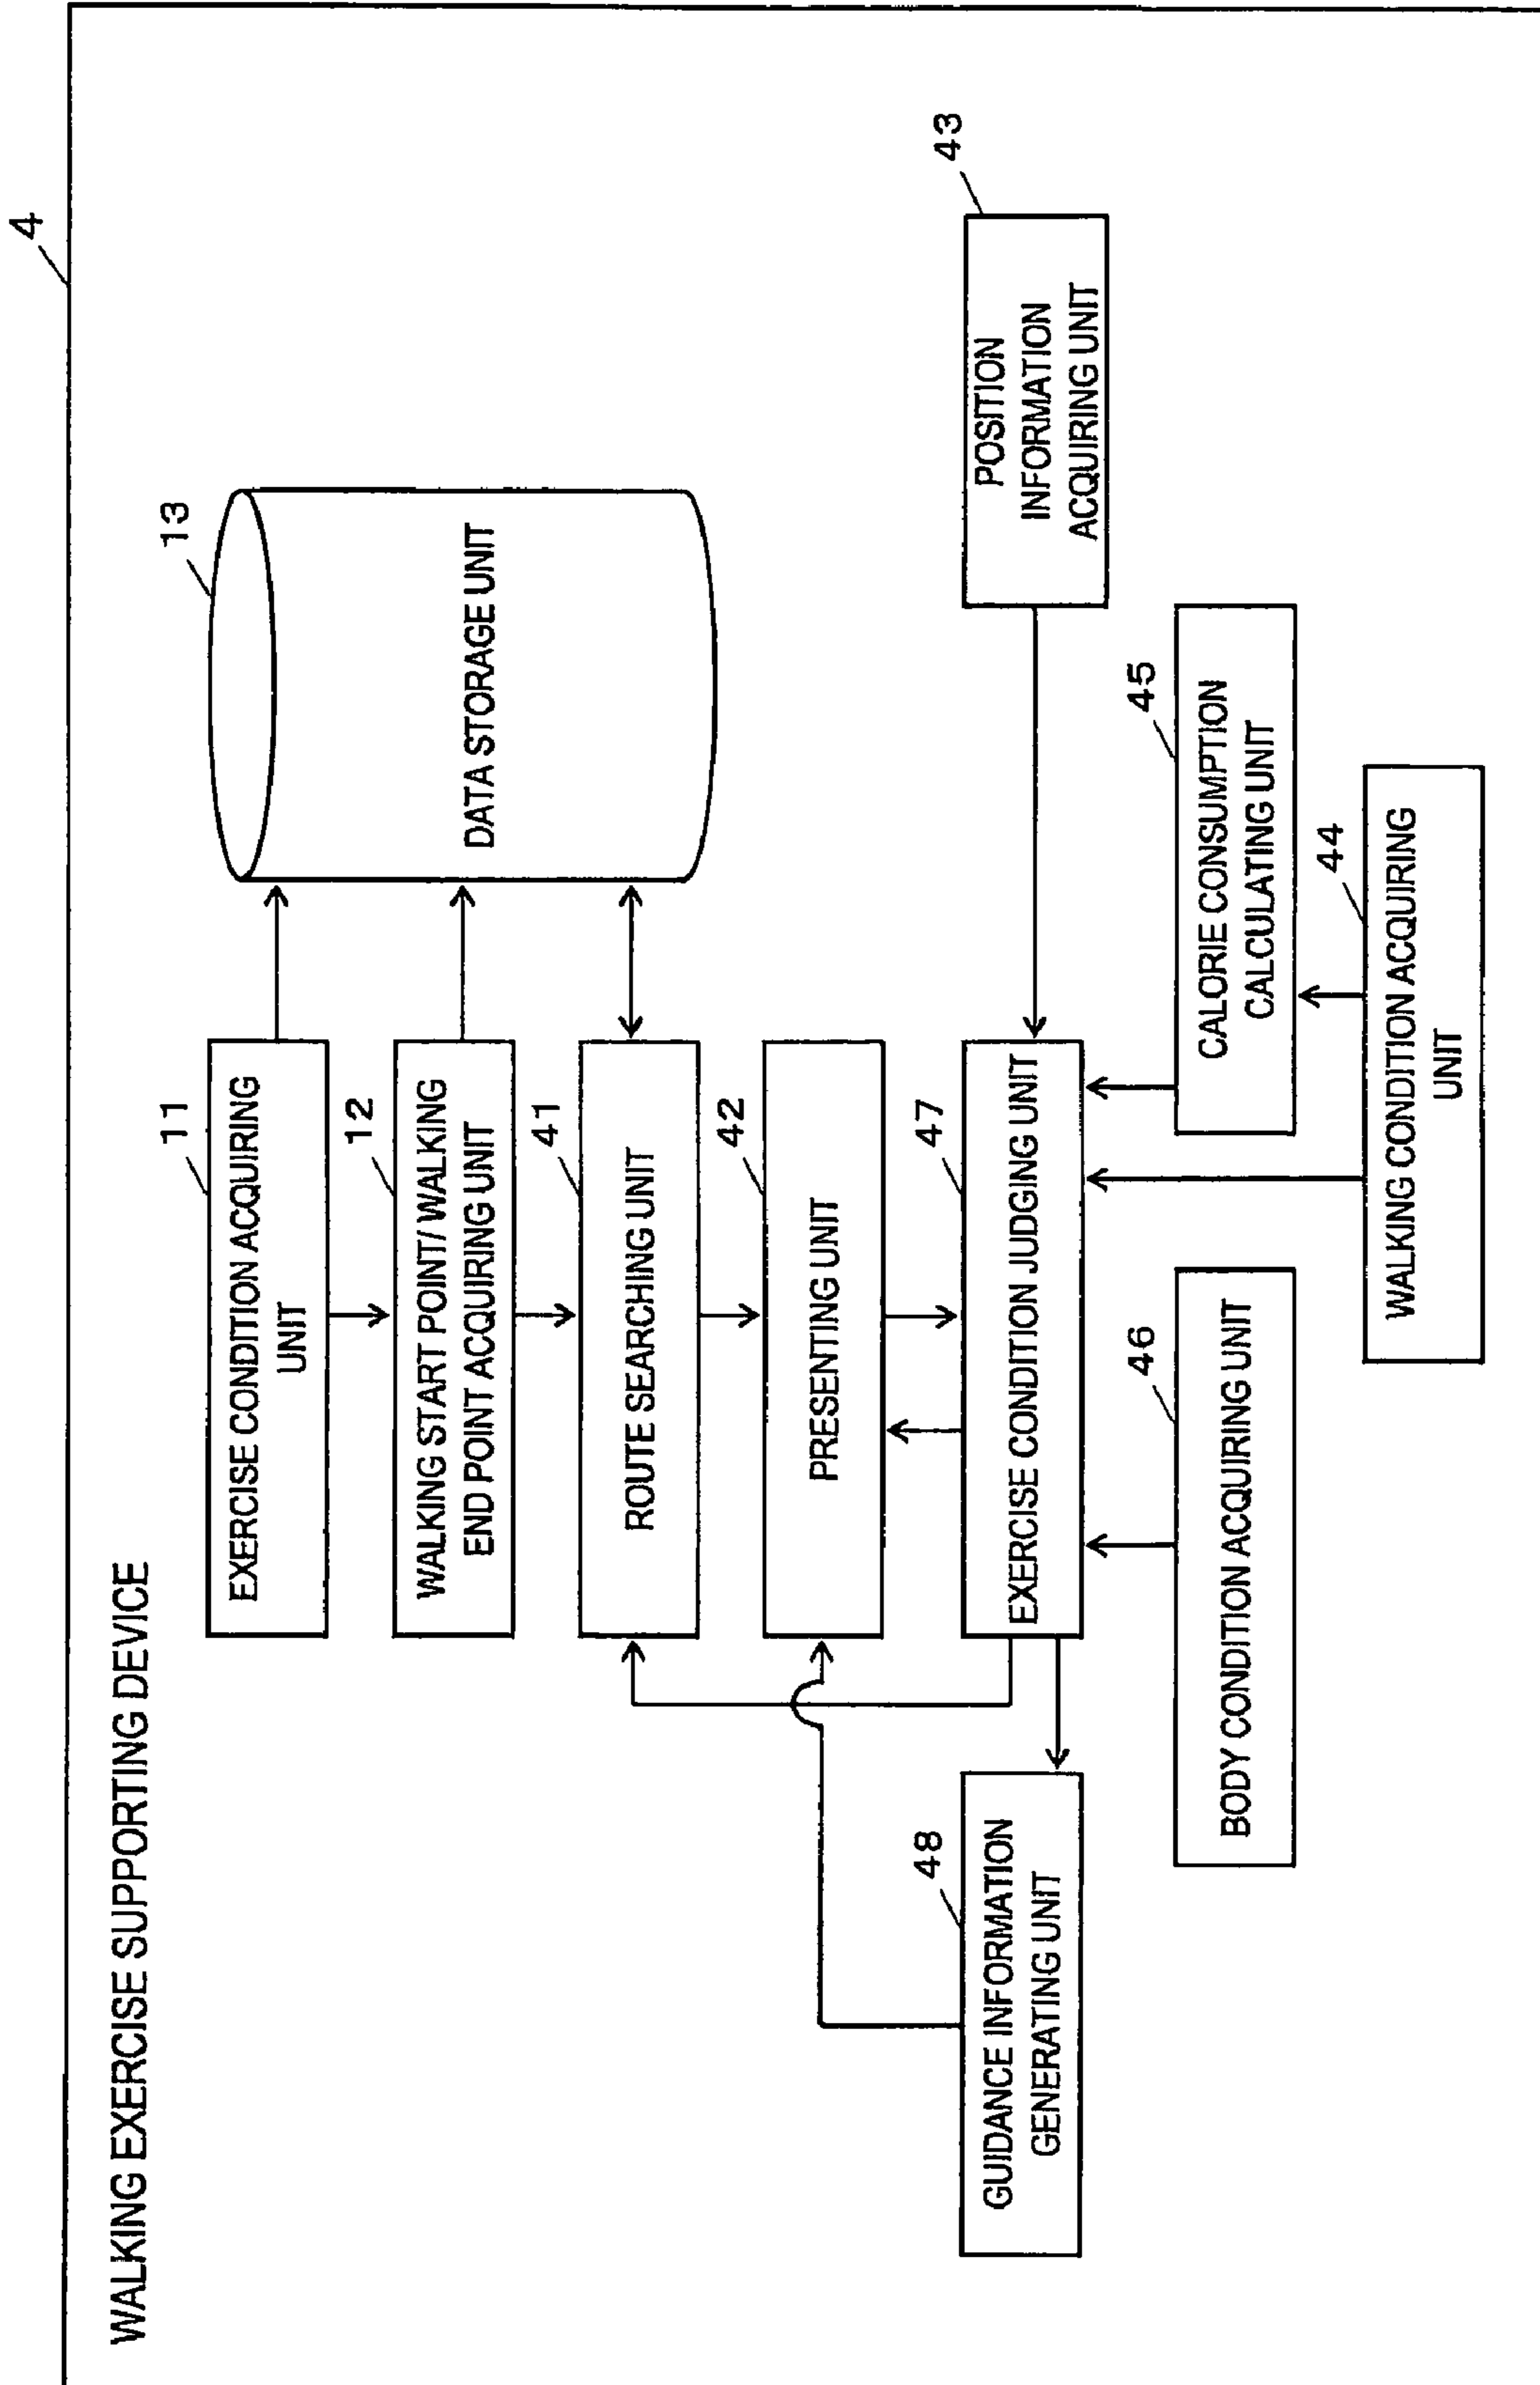 4
WALKING EXERCISE SUPPORTING DEVICE
11
EXERCISE CONDITION ACQUIRING
UNIT
13
DATA STORAGE UNIT
12
WALKING START POINT/WALKING
END POINT ACQUIRING UNIT
41
ROUTE SEARCHING UNIT
42
PRESENTING UNIT
48
GUIDANCE INFORMATION
GENERATING UNIT
47
EXERCISE CONDITION JUDGING UNIT
43
POSITION
INFORMATION
ACQUIRING UNIT
46
BODY CONDITION ACQUIRING UNIT
45
CALORIE CONSUMPTION
CALCULATING UNIT
44
WALKING CONDITION ACQUIRING
UNIT